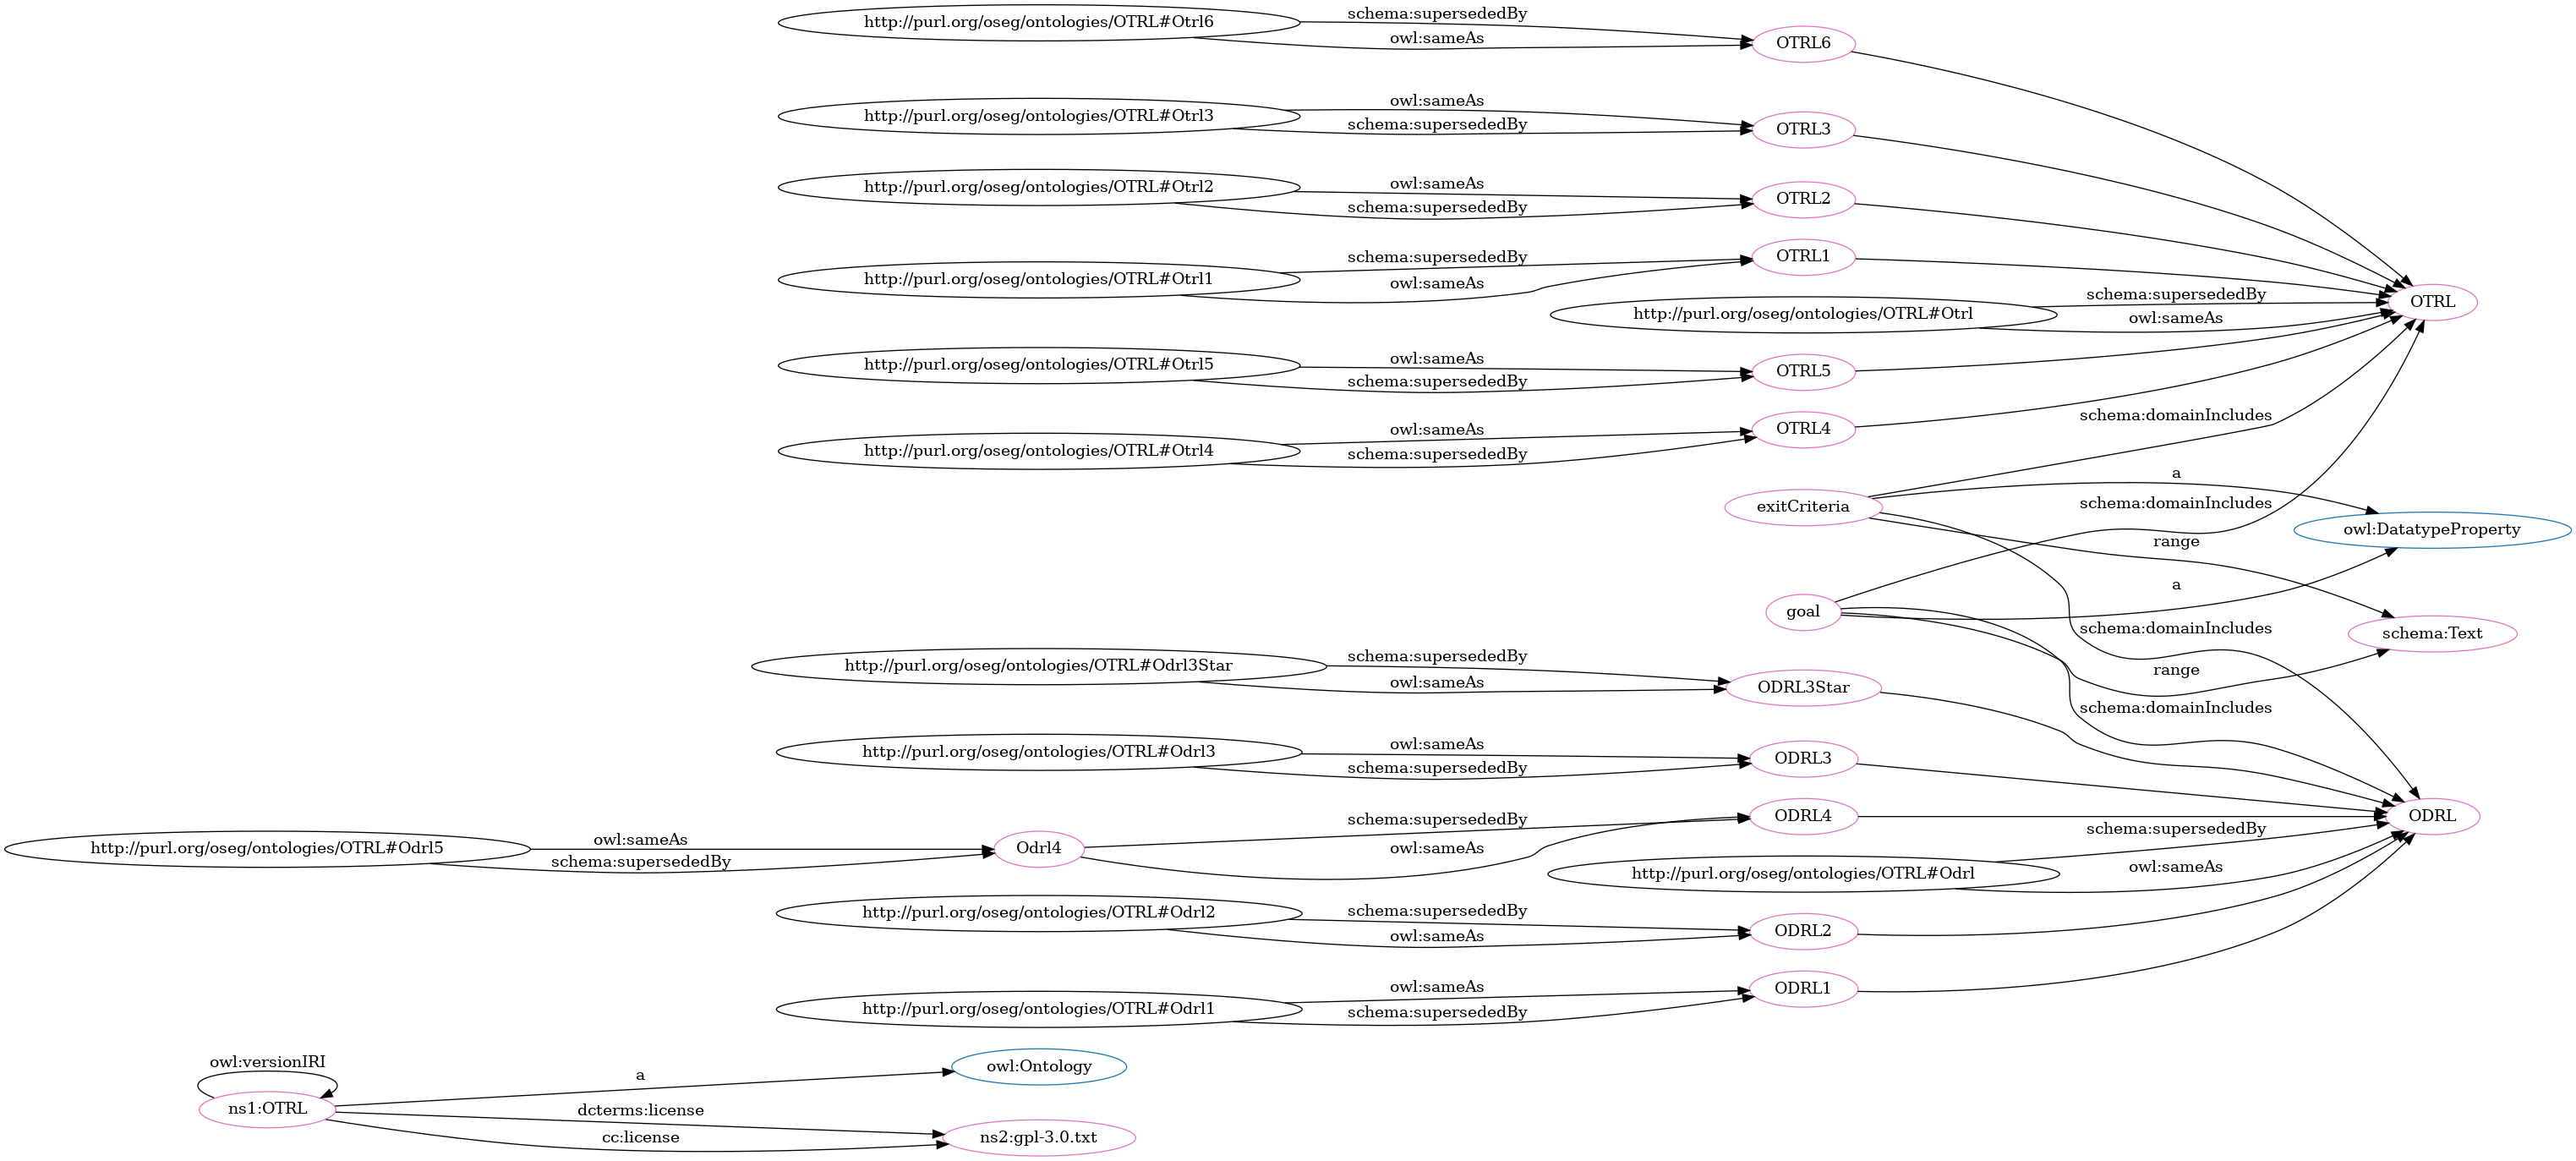 http://purl.org/oseg/ontologies/OTRL#Otrl6
schema:supersededBy
owl:sameAs
OTRL6
http://purl.org/oseg/ontologies/OTRL#Otrl3
owl:sameAs
schema:supersededBy
OTRL3
http://purl.org/oseg/ontologies/OTRL#Otrl2
owl:sameAs
schema:supersededBy
OTRL2
http://purl.org/oseg/ontologies/OTRL#Otrl1
schema:supersededBy
owl:sameAs
OTRL1
http://purl.org/oseg/ontologies/OTRL#Otrl
schema:supersededBy
owl:sameAs
OTRL
http://purl.org/oseg/ontologies/OTRL#Otrl5
owl:sameAs
schema:supersededBy
OTRL5
http://purl.org/oseg/ontologies/OTRL#Otrl4
owl:sameAs
schema:supersededBy
OTRL4
schema:domainIncludes
exitCriteria
a
schema:domainIncludes
owl:DatatypeProperty
range
goal
a
schema:domainIncludes
schema:Text
range
schema:domainIncludes
http://purl.org/oseg/ontologies/OTRL#Odrl3Star
schema:supersededBy
owl:sameAs
ODRL3Star
http://purl.org/oseg/ontologies/OTRL#Odrl3
owl:sameAs
schema:supersededBy
ODRL3
http://purl.org/oseg/ontologies/OTRL#Odrl5
owl:sameAs
schema:supersededBy
Odrl4
schema:supersededBy
owl:sameAs
ODRL4
schema:supersededBy
ODRL
http://purl.org/oseg/ontologies/OTRL#Odrl
owl:sameAs
http://purl.org/oseg/ontologies/OTRL#Odrl2
schema:supersededBy
owl:sameAs
ODRL2
http://purl.org/oseg/ontologies/OTRL#Odrl1
owl:sameAs
schema:supersededBy
ODRL1
owl:versionIRI
ns1:OTRL
a
owl:Ontology
dcterms:license
cc:license
ns2:gpl-3.0.txt